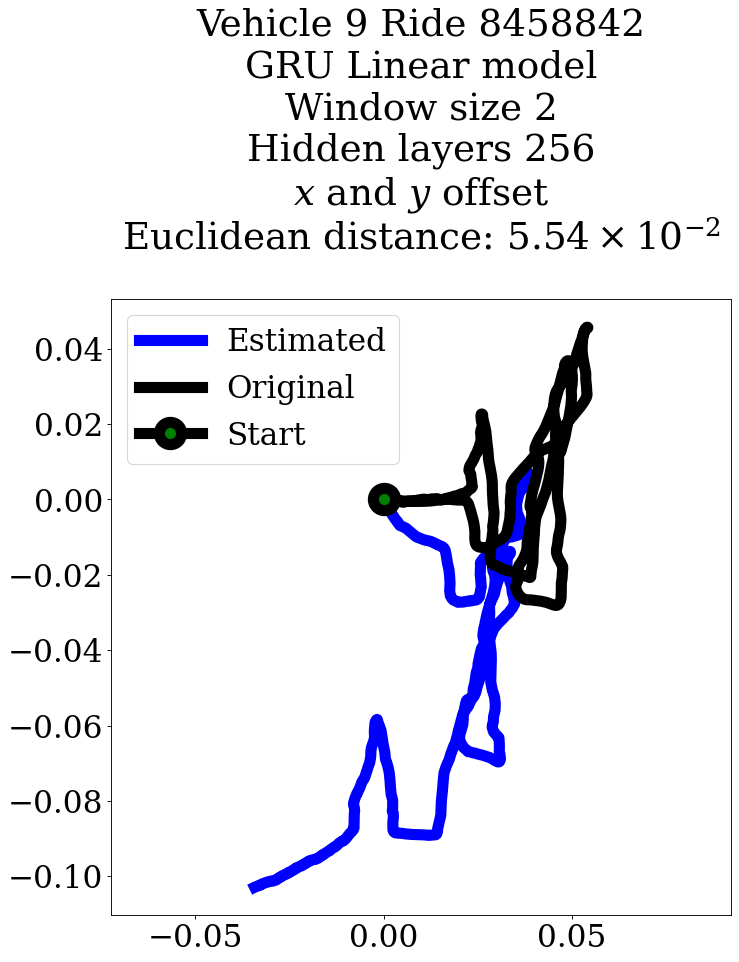 Vehicle 9 Ride 8458842
GRU Linear model
Window size 2
Hidden layers 256
x and y offset
Euclidean distance: 5.54 × 10⁻²
Estimated
Original
Start
0.04
0.02
0.00
−0.02
−0.04
−0.06
−0.08
−0.10
−0.05 0.00 0.05